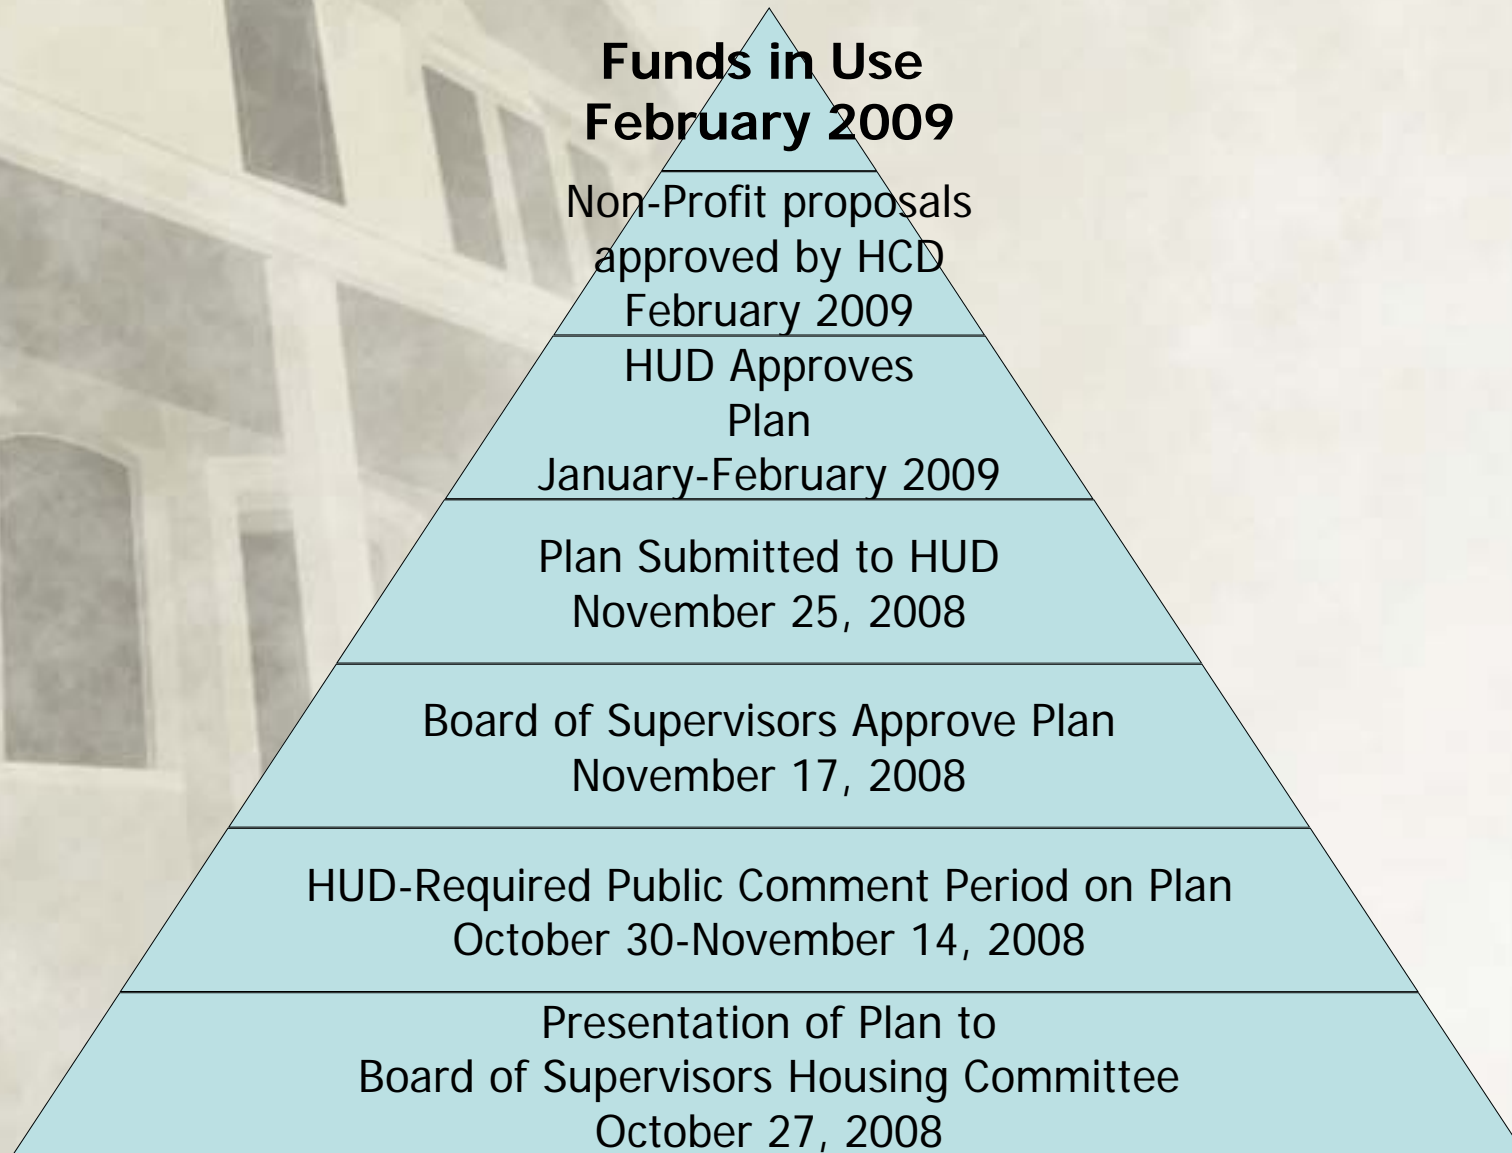 Funds in Use
February 2009
Non-Profit proposals
approved by HCD
February 2009
HUD Approves
Plan
January-February 2009
Plan Submitted to HUD
November 25, 2008
Board of Supervisors Approve Plan
November 17, 2008
HUD-Required Public Comment Period on Plan
October 30-November 14, 2008
Presentation of Plan to
Board of Supervisors Housing Committee
October 27, 2008